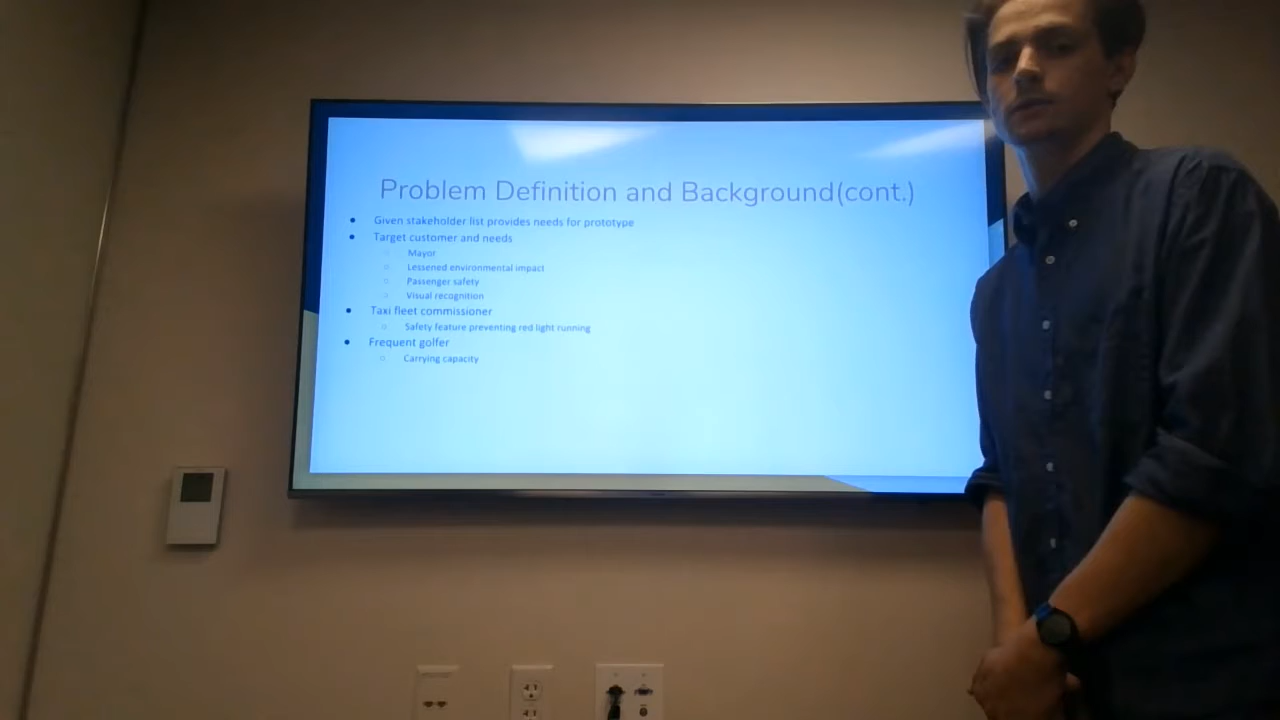 Problem Definition and Background(cont.)
Given stakeholder list provides needs for prototype
Target customer and needs
Mayor
Lessened environmental impact
Passenger safety
Visual recognition
Taxi fleet commissioner
Safety feature preventing red light running
Frequent golfer
Carrying capacity